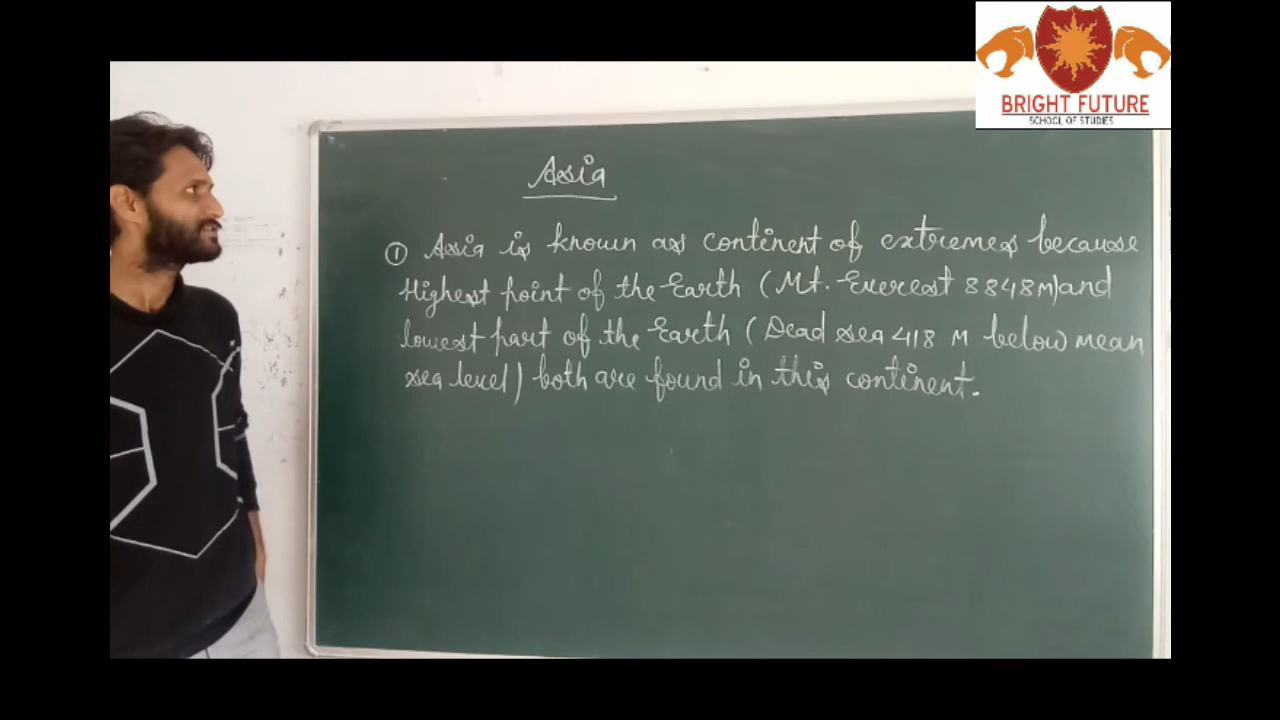 BRIGHT FUTURE
SCHOOL OF STUDIES
Asia
① Asia is known as continent of extremes because
Highest point of the Earth (Mt. Everest 8848M) and
lowest part of the Earth (Dead sea 418 M below mean
sea level) both are found in this continent.